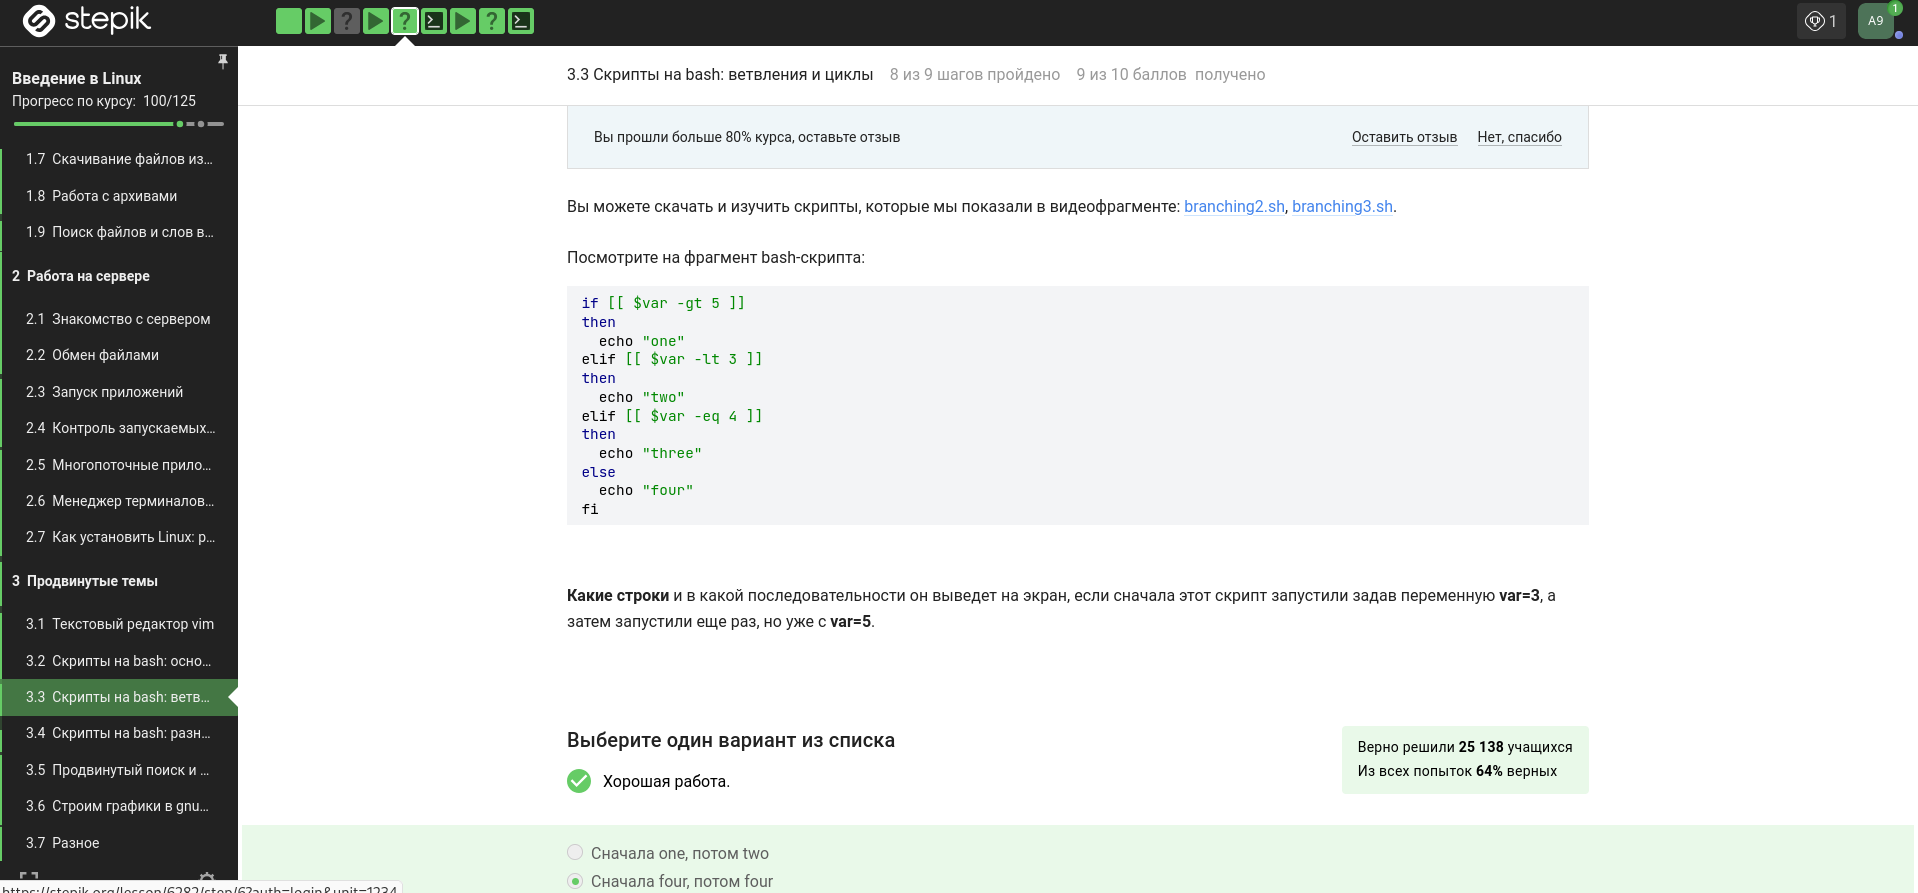 stepik
1
A9
1
Введение в Linux
Прогресс по курсу: 100/125
1.7 Скачивание файлов из...
1.8 Работа с архивами
1.9 Поиск файлов и слов в...
2 Работа на сервере
2.1 Знакомство с сервером
2.2 Обмен файлами
2.3 Запуск приложений
2.4 Контроль запускаемых...
2.5 Многопоточные прило...
2.6 Менеджер терминалов...
2.7 Как установить Linux: р...
3 Продвинутые темы
3.1 Текстовый редактор vim
3.2 Скрипты на bash: осно...
3.3 Скрипты на bash: ветв...
3.4 Скрипты на bash: разн...
3.5 Продвинутый поиск и ...
3.6 Строим графики в gnu...
3.7 Разное
https://stepik.org/lesson/6282/step/6?auth=login&unit=1234
3.3 Скрипты на bash: ветвления и циклы 8 из 9 шагов пройдено 9 из 10 баллов получено
Вы прошли больше 80% курса, оставьте отзыв Оставить отзыв Нет, спасибо
Вы можете скачать и изучить скрипты, которые мы показали в видеофрагменте: branching2.sh, branching3.sh.
Посмотрите на фрагмент bash-скрипта:
if [[ $var -gt 5 ]]
then
  echo "one"
elif [[ $var -lt 3 ]]
then
  echo "two"
elif [[ $var -eq 4 ]]
then
  echo "three"
else
  echo "four"
fi
Какие строки и в какой последовательности он выведет на экран, если сначала этот скрипт запустили задав переменную var=3, а
затем запустили еще раз, но уже с var=5.
Выберите один вариант из списка
Хорошая работа.
Верно решили 25 138 учащихся
Из всех попыток 64% верных
Сначала one, потом two
Сначала four, потом four